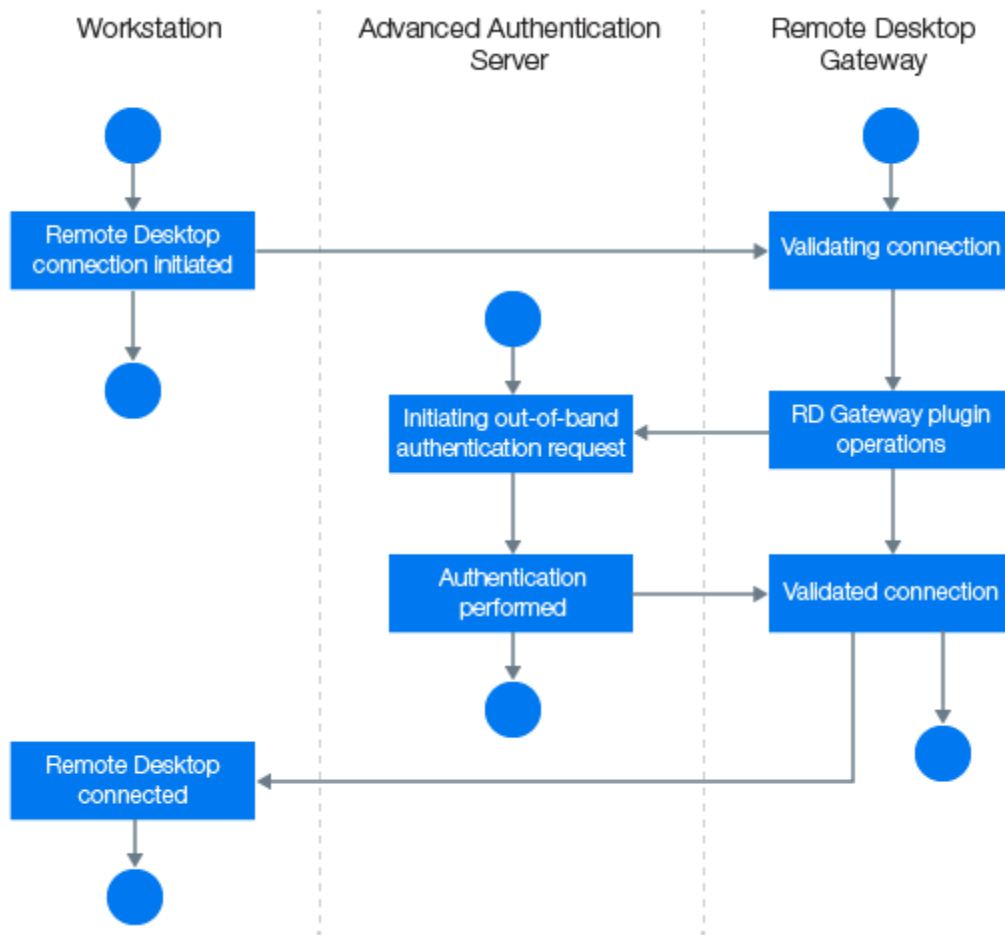 Workstation
Advanced Authentication
Server
Remote Desktop
Gateway
Remote Desktop
connection initiated
Validating connection
Initiating out-of-band
authentication request
RD Gateway plugin
operations
Authentication
performed
Validated connection
Remote Desktop
connected